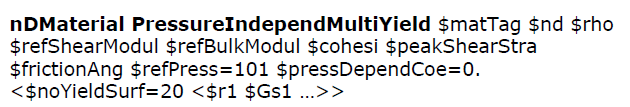 nDMaterial PressureIndependMultiYield $matTag $nd $rho
$refShearModul $refBulkModul $cohesi $peakShearStra
$frictionAng $refPress=101 $pressDependCoe=0.
<$noYieldSurf=20 <$r1 $Gs1 …>>